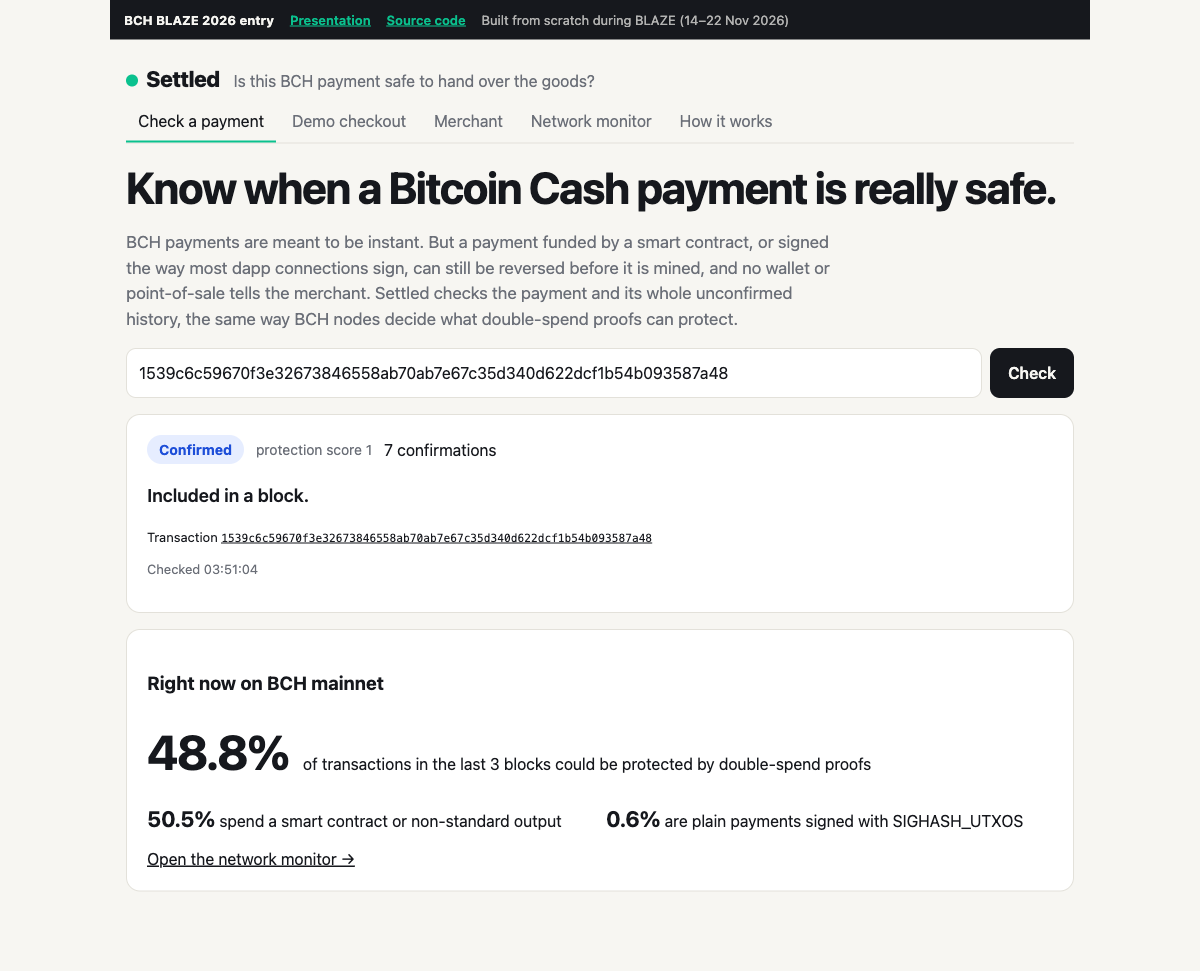 BCH BLAZE 2026 entry Presentation Source code Built from scratch during BLAZE (14–22 Nov 2026)
Settled Is this BCH payment safe to hand over the goods?
Check a payment Demo checkout Merchant Network monitor How it works
Know when a Bitcoin Cash payment is really safe.
BCH payments are meant to be instant. But a payment funded by a smart contract, or signed
the way most dapp connections sign, can still be reversed before it is mined, and no wallet or
point-of-sale tells the merchant. Settled checks the payment and its whole unconfirmed
history, the same way BCH nodes decide what double-spend proofs can protect.
1539c6c59670f3e32673846558ab70ab7e67c35d340d622dcf1b54b093587a48 Check
Confirmed protection score 1 7 confirmations
Included in a block.
Transaction 1539c6c59670f3e32673846558ab70ab7e67c35d340d622dcf1b54b093587a48
Checked 03:51:04
Right now on BCH mainnet
48.8% of transactions in the last 3 blocks could be protected by double-spend proofs
50.5% spend a smart contract or non-standard output 0.6% are plain payments signed with SIGHASH_UTXOS
Open the network monitor →